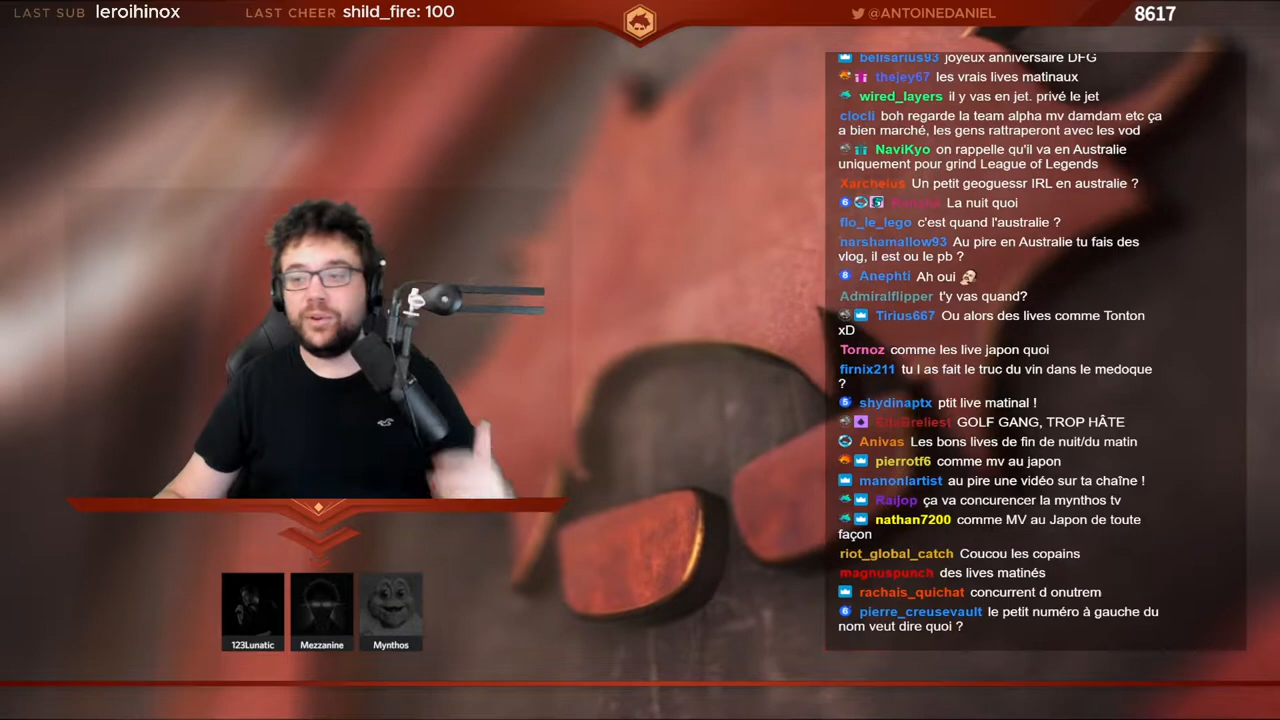 LAST SUB leroihinox LAST CHEER shild_fire: 100 @ANTOINEDANIEL 8617
belisarius93 joyeux anniversaire DFG
thejey67 les vrais lives matinaux
wired_layers il y vas en jet. privé le jet
ciocli boh regarde la team alpha mv damdam etc ça
a bien marché, les gens rattraperont avec les vod
NaviKyo on rappelle qu'il va en Australie
uniquement pour grind League of Legends
Xarcheius Un petit geoguessr IRL en australie ?
6 La nuit quoi
flo_le_lego c'est quand l'australie ?
narshamallow93 Au pire en Australie tu fais des
vlog, il est ou le pb ?
8 Anephti Ah oui
Admiralflipper t'y vas quand?
Tirius667 Ou alors des lives comme Tonton
xD
Tornoz comme les live japon quoi
firnix211 tu l as fait le truc du vin dans le medoque
?
5 shydinaptx ptit live matinal !
GOLF GANG, TROP HÂTE
Anivas Les bons lives de fin de nuit/du matin
pierrotf6 comme mv au japon
manonlartist au pire une vidéo sur ta chaîne !
Raijop ça va concurencer la mynthos tv
nathan7200 comme MV au Japon de toute
façon
riot_global_catch Coucou les copains
magnuspunch des lives matinés
rachais_quichat concurrent d onutrem
6 pierre_creusevault le petit numéro à gauche du
nom veut dire quoi ?
123Lunatic Mezzanine Mynthos